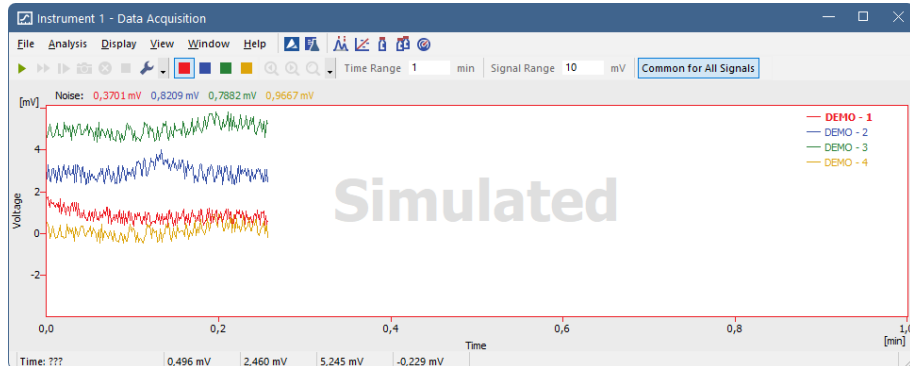 Instrument 1 - Data Acquisition
File Analysis Display View Window Help
Time Range 1 min Signal Range 10 mV Common for All Signals
Noise: 0,3701 mV 0,8209 mV 0,7882 mV 0,9667 mV
[mV]
DEMO - 1
DEMO - 2
DEMO - 3
DEMO - 4
4
2
0
-2
Voltage
Simulated
0,0 0,2 0,4 0,6 0,8 1,0
Time
[min]
Time: ??? 0,496 mV 2,460 mV 5,245 mV -0,229 mV